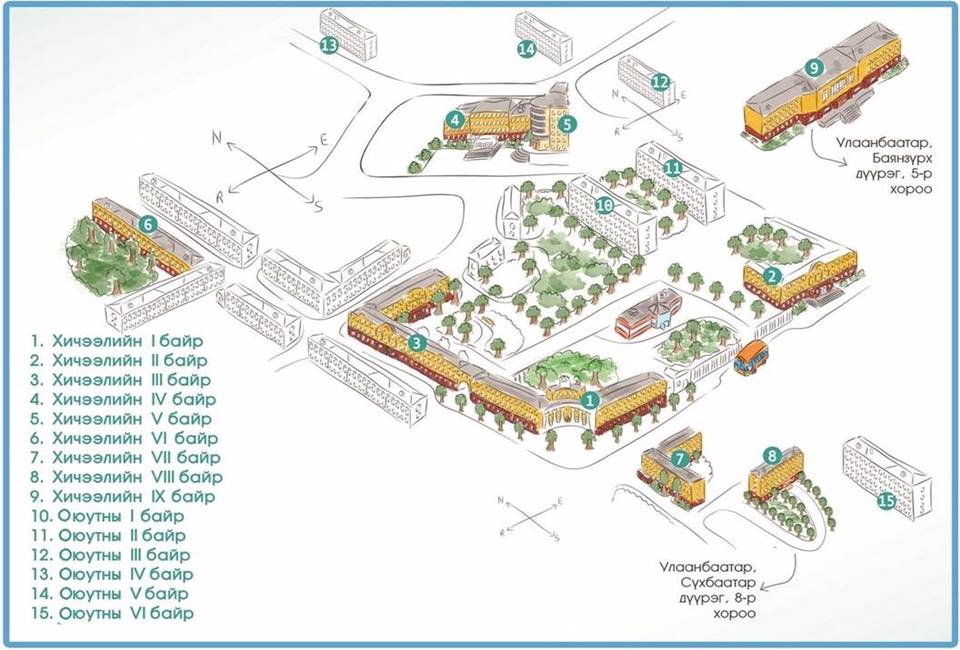 13
14
12
9
N
E
R
S
4
5
Улаанбаатар,
Баянзүрх
дүүрэг, 5-р
хороо
N
E
R
S
11
10
6
2
3
1
1. Хичээлийн I байр
2. Хичээлийн II байр
3. Хичээлийн III байр
4. Хичээлийн IV байр
5. Хичээлийн V байр
6. Хичээлийн VI байр
7. Хичээлийн VII байр
8. Хичээлийн VIII байр
9. Хичээлийн IX байр
10. Оюутны I байр
11. Оюутны II байр
12. Оюутны III байр
13. Оюутны IV байр
14. Оюутны V байр
15. Оюутны VI байр
7
8
15
N
E
R
S
Улаанбаатар,
Сүхбаатар
дүүрэг, 8-р
хороо